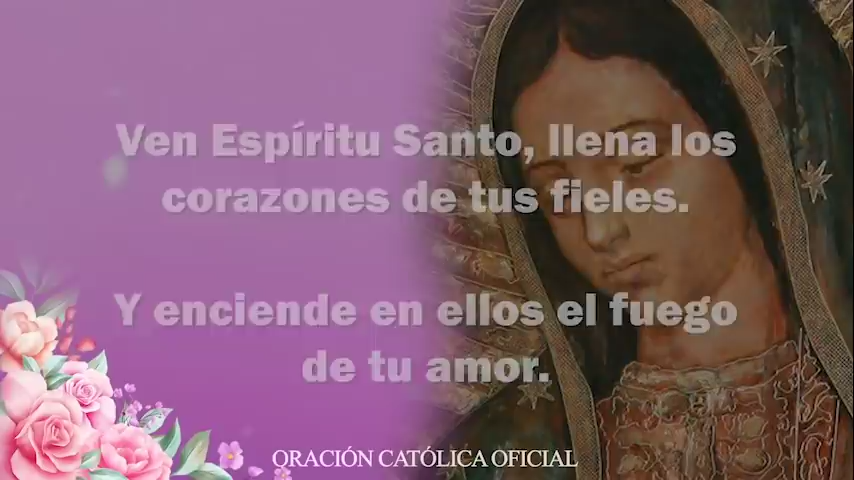 Ven Espíritu Santo, llena los
corazones de tus fieles.
Y enciende en ellos el fuego
de tu amor.
ORACIÓN CATÓLICA OFICIAL